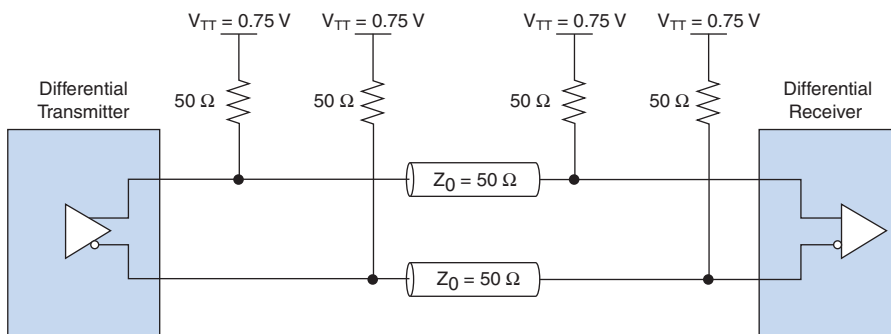 V_TT = 0.75 V V_TT = 0.75 V V_TT = 0.75 V V_TT = 0.75 V
Differential
Transmitter
50 Ω 50 Ω 50 Ω 50 Ω
Differential
Receiver
Z_0 = 50 Ω
Z_0 = 50 Ω